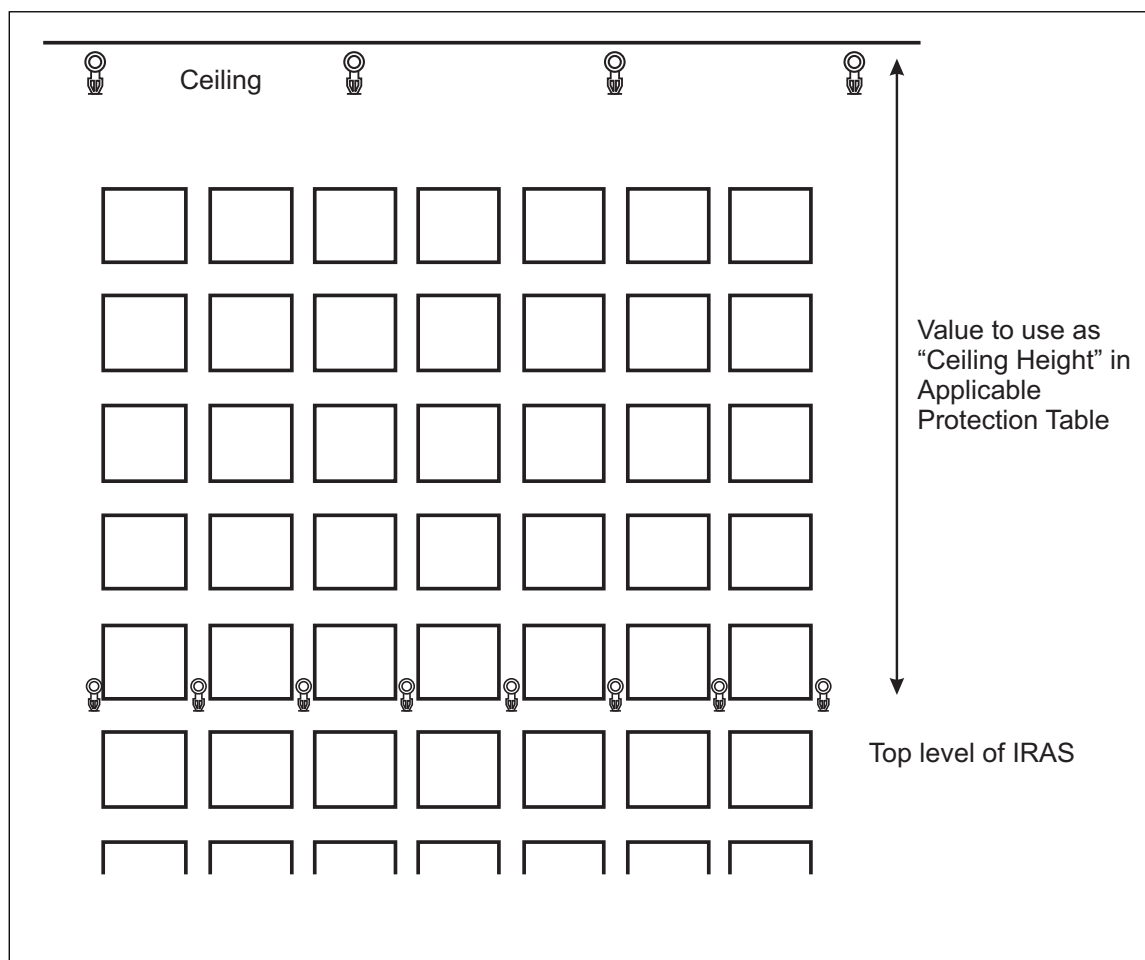 Ceiling
Value to use as
“Ceiling Height” in
Applicable
Protection Table
Top level of IRAS